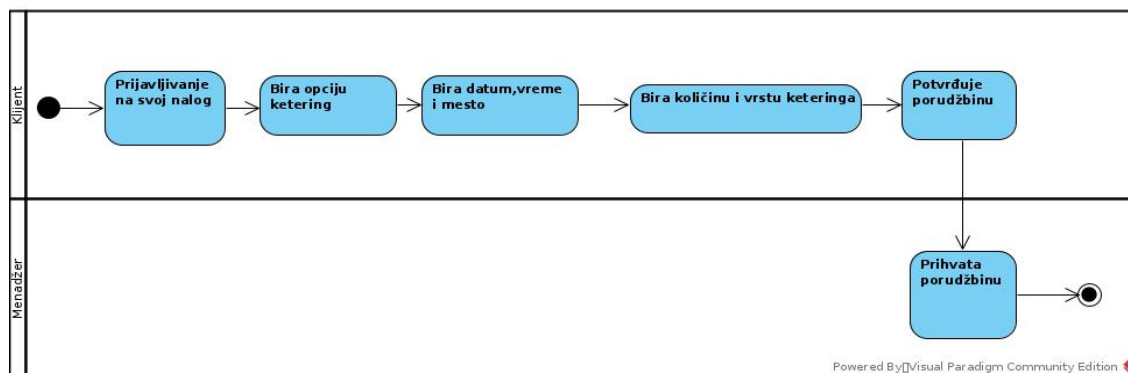 Klijent
Prijavljivanje
na svoj nalog
Bira opciju
ketering
Bira datum,vreme
i mesto
Bira količinu i vrstu keteringa
Potvrđuje
porudžbinu
Menadžer
Prihvata
porudžbinu
Powered By▯Visual Paradigm Community Edition